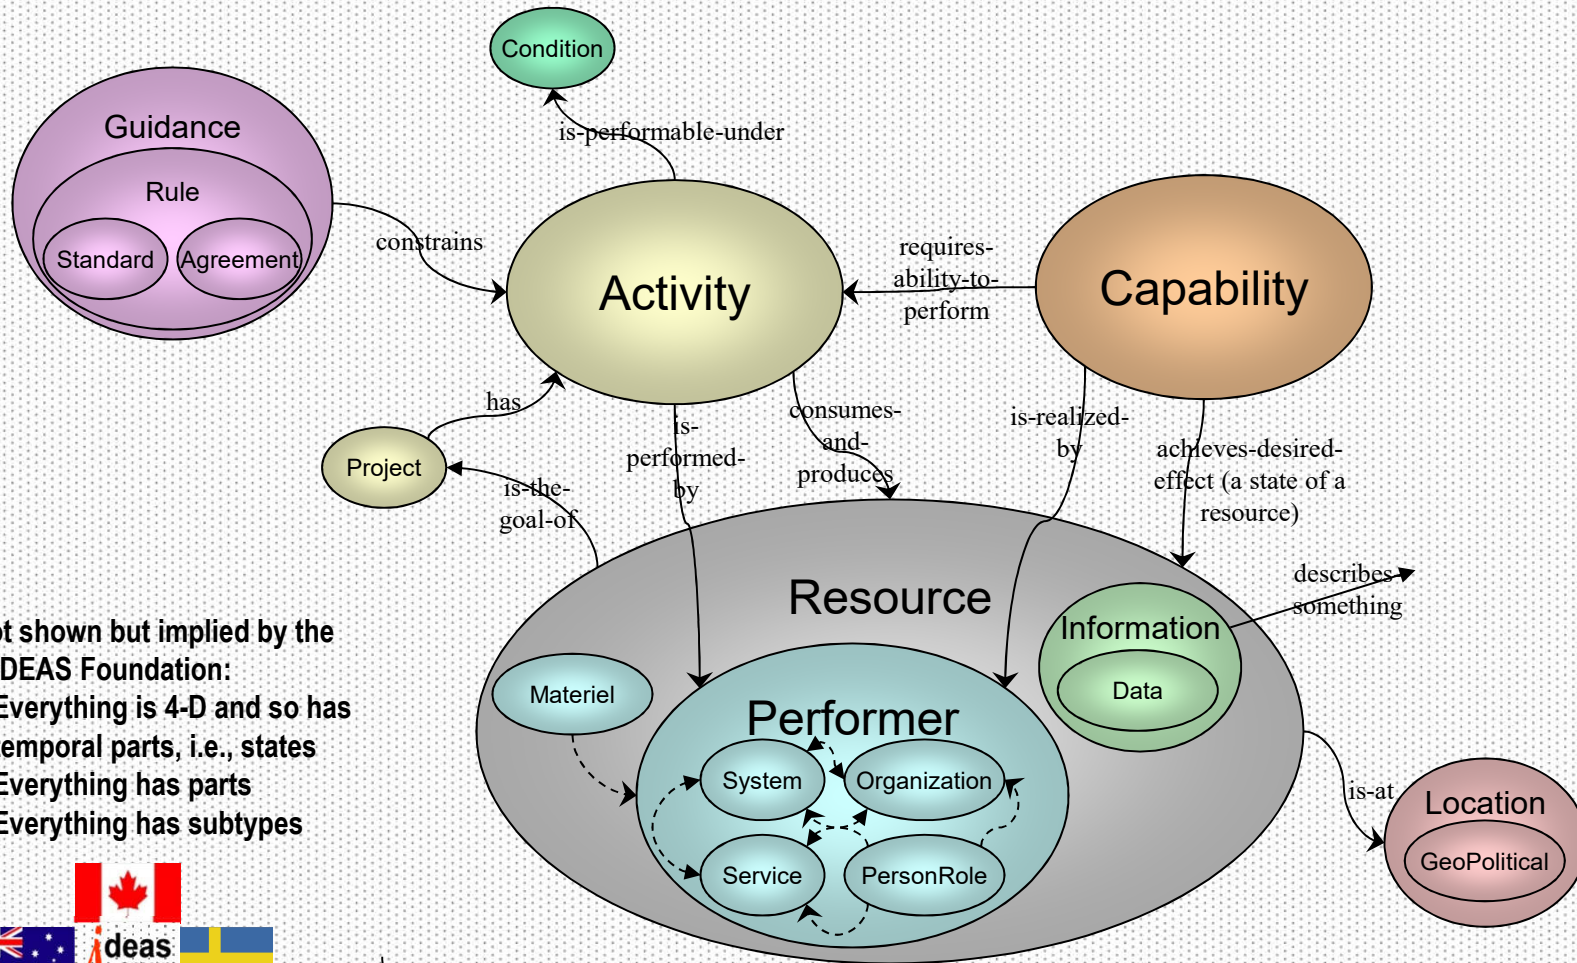 Condition
is-performable-under
Guidance
Rule
Standard
Agreement
constrains
Activity
requires-
ability-to-
perform
Capability
has
Project
is-the-
goal-of
is-
performed-
by
consumes-
and-
produces
is-realized-
by
achieves-desired-
effect (a state of a
resource)
Resource
describes
something
Information
Data
Materiel
Performer
System
Organization
Service
PersonRole
is-at
Location
GeoPolitical
shown but implied by the
DEAS Foundation:
Everything is 4-D and so has
temporal parts, i.e., states
Everything has parts
Everything has subtypes
ideas